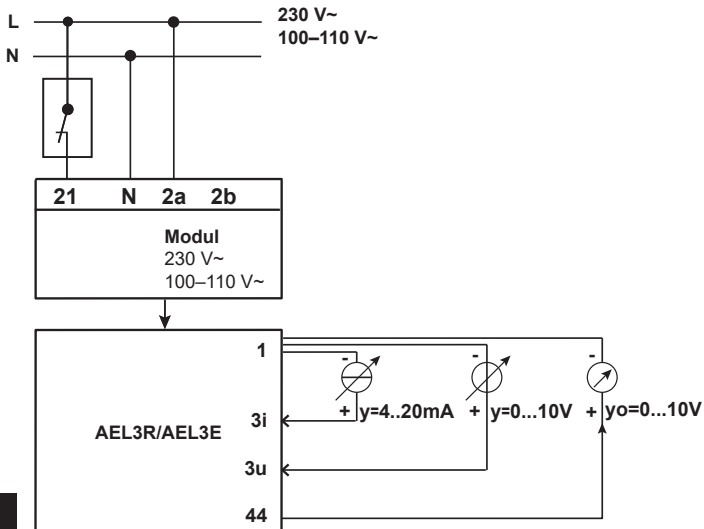 L
230 V~
100–110 V~
N
21 N 2a 2b
Modul
230 V~
100–110 V~
1
- - -
3i
+ y=4..20mA + y=0...10V + yo=0...10V
AEL3R/AEL3E
3u
44